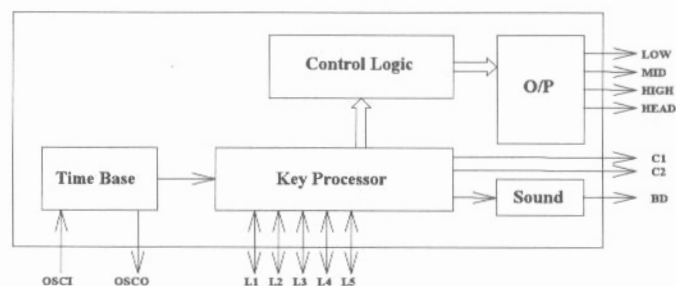 Control Logic
O/P
LOW
MID
HIGH
HEAD
Time Base
Key Processor
C1
C2
Sound
BD
OSCI
OSCO
L1
L2
L3
L4
L5